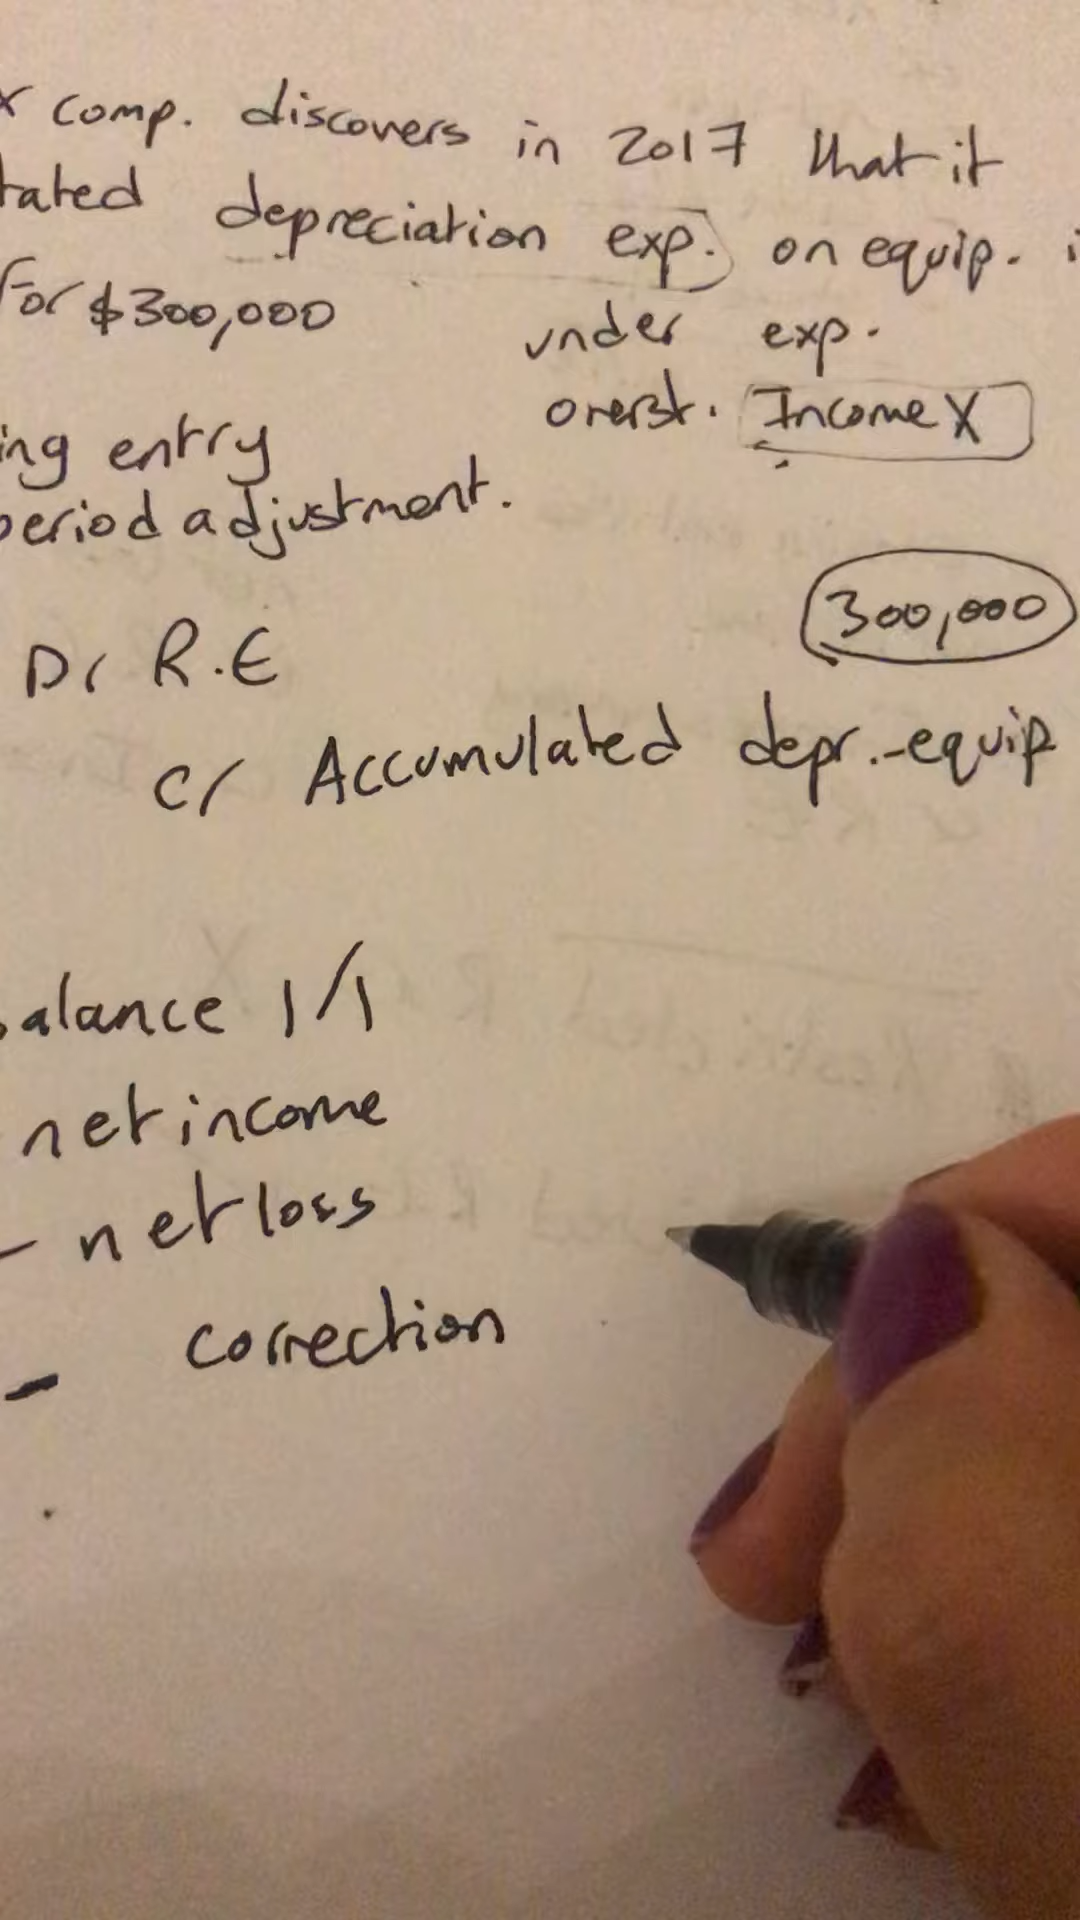 x comp. discovers in 2017 that it
tated depreciation exp. on equip. i
For $300,000
under exp.
overst. Income X
ing entry
period adjustment.
300,000
Dr R.E
Cr Accumulated depr.-equip
balance 1/1
net income
- net loss
- correction